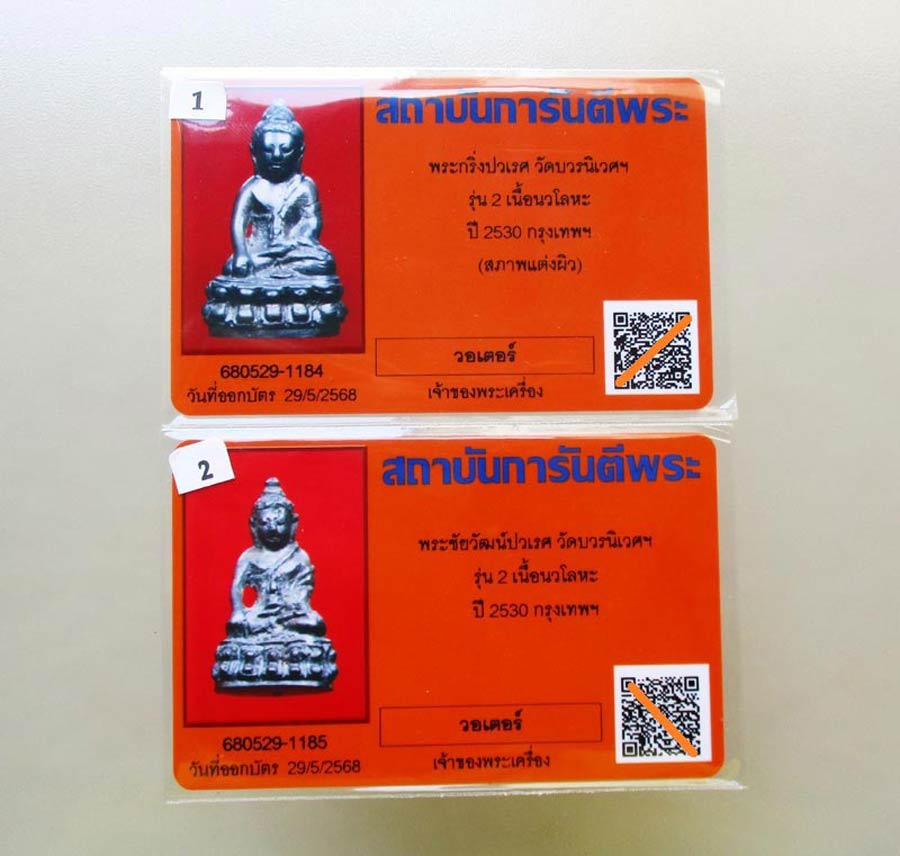 1
สถาบันการันตีพระ
พระกริ่งปวเรศ วัดบวรนิเวศฯ
รุ่น 2 เนื้อนวโลหะ
ปี 2530 กรุงเทพฯ
(สภาพแต่งผิว)
วอเตอร์
เจ้าของพระเครื่อง
680529-1184
วันที่ออกบัตร 29/5/2568
2
สถาบันการันตีพระ
พระชัยวัฒน์ปวเรศ วัดบวรนิเวศฯ
รุ่น 2 เนื้อนวโลหะ
ปี 2530 กรุงเทพฯ
วอเตอร์
เจ้าของพระเครื่อง
680529-1185
วันที่ออกบัตร 29/5/2568